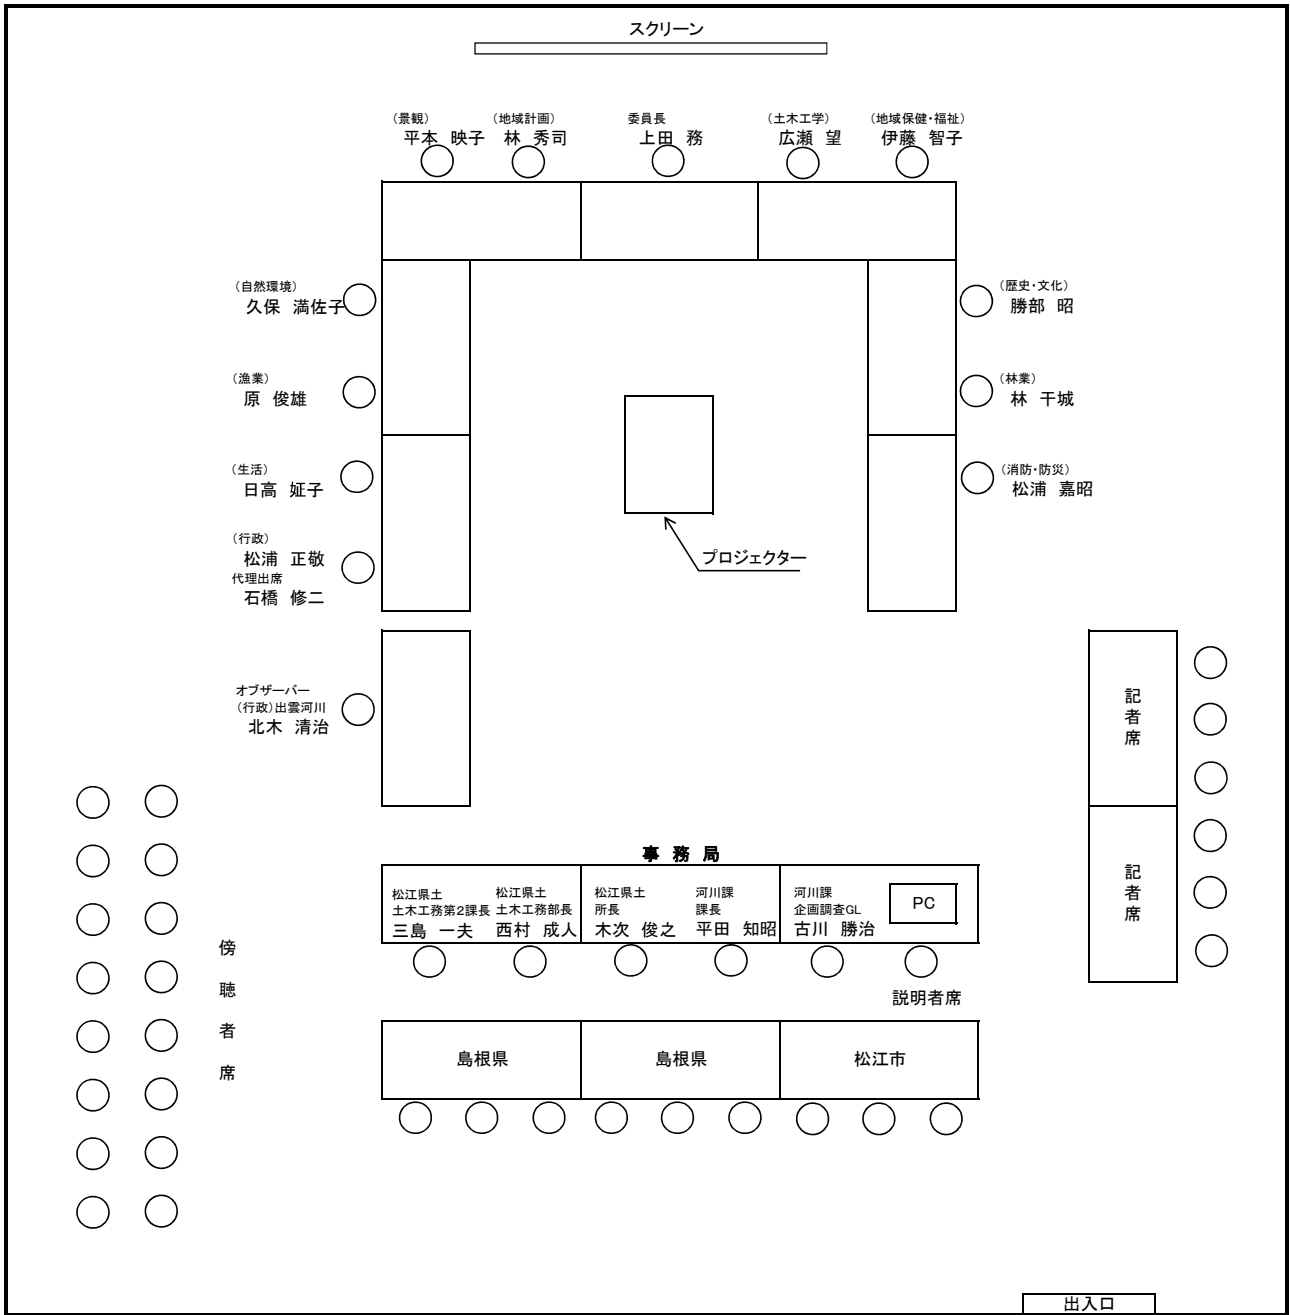 スクリーン
（景観）
平本 映子
（地域計画）
林 秀司
委員長
上田 務
（土木工学）
広瀬 望
（地域保健・福祉）
伊藤 智子
（自然環境）
久保 満佐子
（漁業）
原 俊雄
（生活）
日高 姃子
（行政）
松浦 正敬
代理出席
石橋 修二
オブザーバー
（行政）出雲河川
北木 清治
（歴史・文化）
勝部 昭
（林業）
林 干城
（消防・防災）
松浦 嘉昭
プロジェクター
記者席
記者席
事 務 局
松江県土
土木工務第2課長
三島 一夫
松江県土
土木工務部長
西村 成人
松江県土
所長
木次 俊之
河川課
課長
平田 知昭
河川課
企画調査GL
古川 勝治
PC
説明者席
傍聴者席
島根県
島根県
松江市
出入口